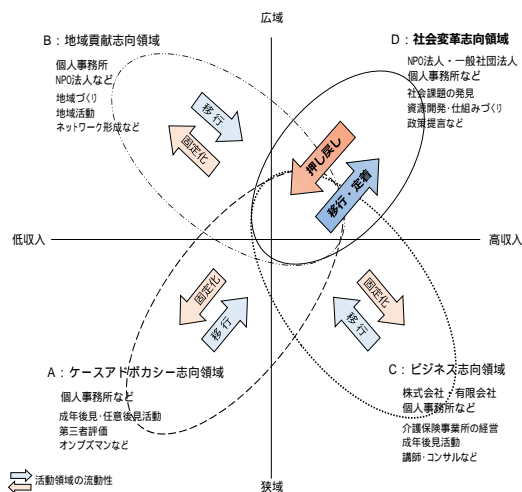 広域
B：地域貢献志向領域
個人事務所
NPO法人など
地域づくり
地域活動
ネットワーク形成など
移行
固定化
D：社会変革志向領域
NPO法人・一般社団法人
個人事務所など
社会課題の発見
資源開発・仕組みづくり
政策提言など
押し戻し
移行・定着
低収入
高収入
固定化
移行
固定化
移行
A：ケースアドボカシー志向領域
個人事務所など
成年後見・任意後見活動
第三者評価
オンブズマンなど
C：ビジネス志向領域
株式会社・有限会社
個人事務所など
介護保険事業所の経営
成年後見活動
講師・コンサルなど
活動領域の流動性
狭域